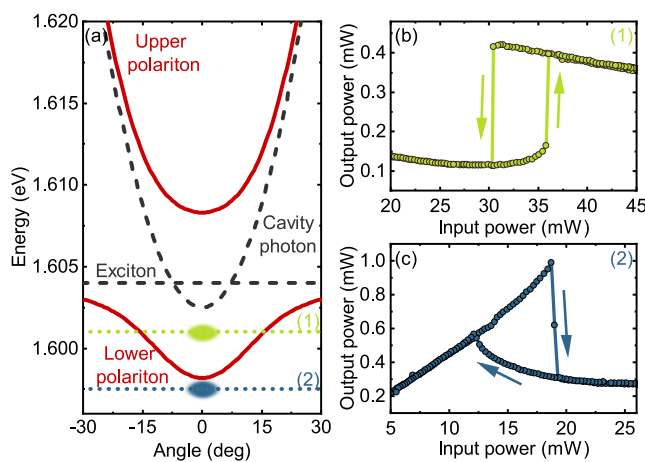 (a)
Upper
polariton
Cavity
photon
Exciton
(1)
Lower
polariton
(2)
1.620
1.615
1.610
1.605
1.600
Energy (eV)
-30 -15 0 15 30
Angle (deg)
(b) (1)
0.4
0.3
0.2
0.1
Output power (mW)
20 25 30 35 40 45
Input power (mW)
(c) (2)
1.0
0.8
0.6
0.4
0.2
Output power (mW)
5 10 15 20 25
Input power (mW)